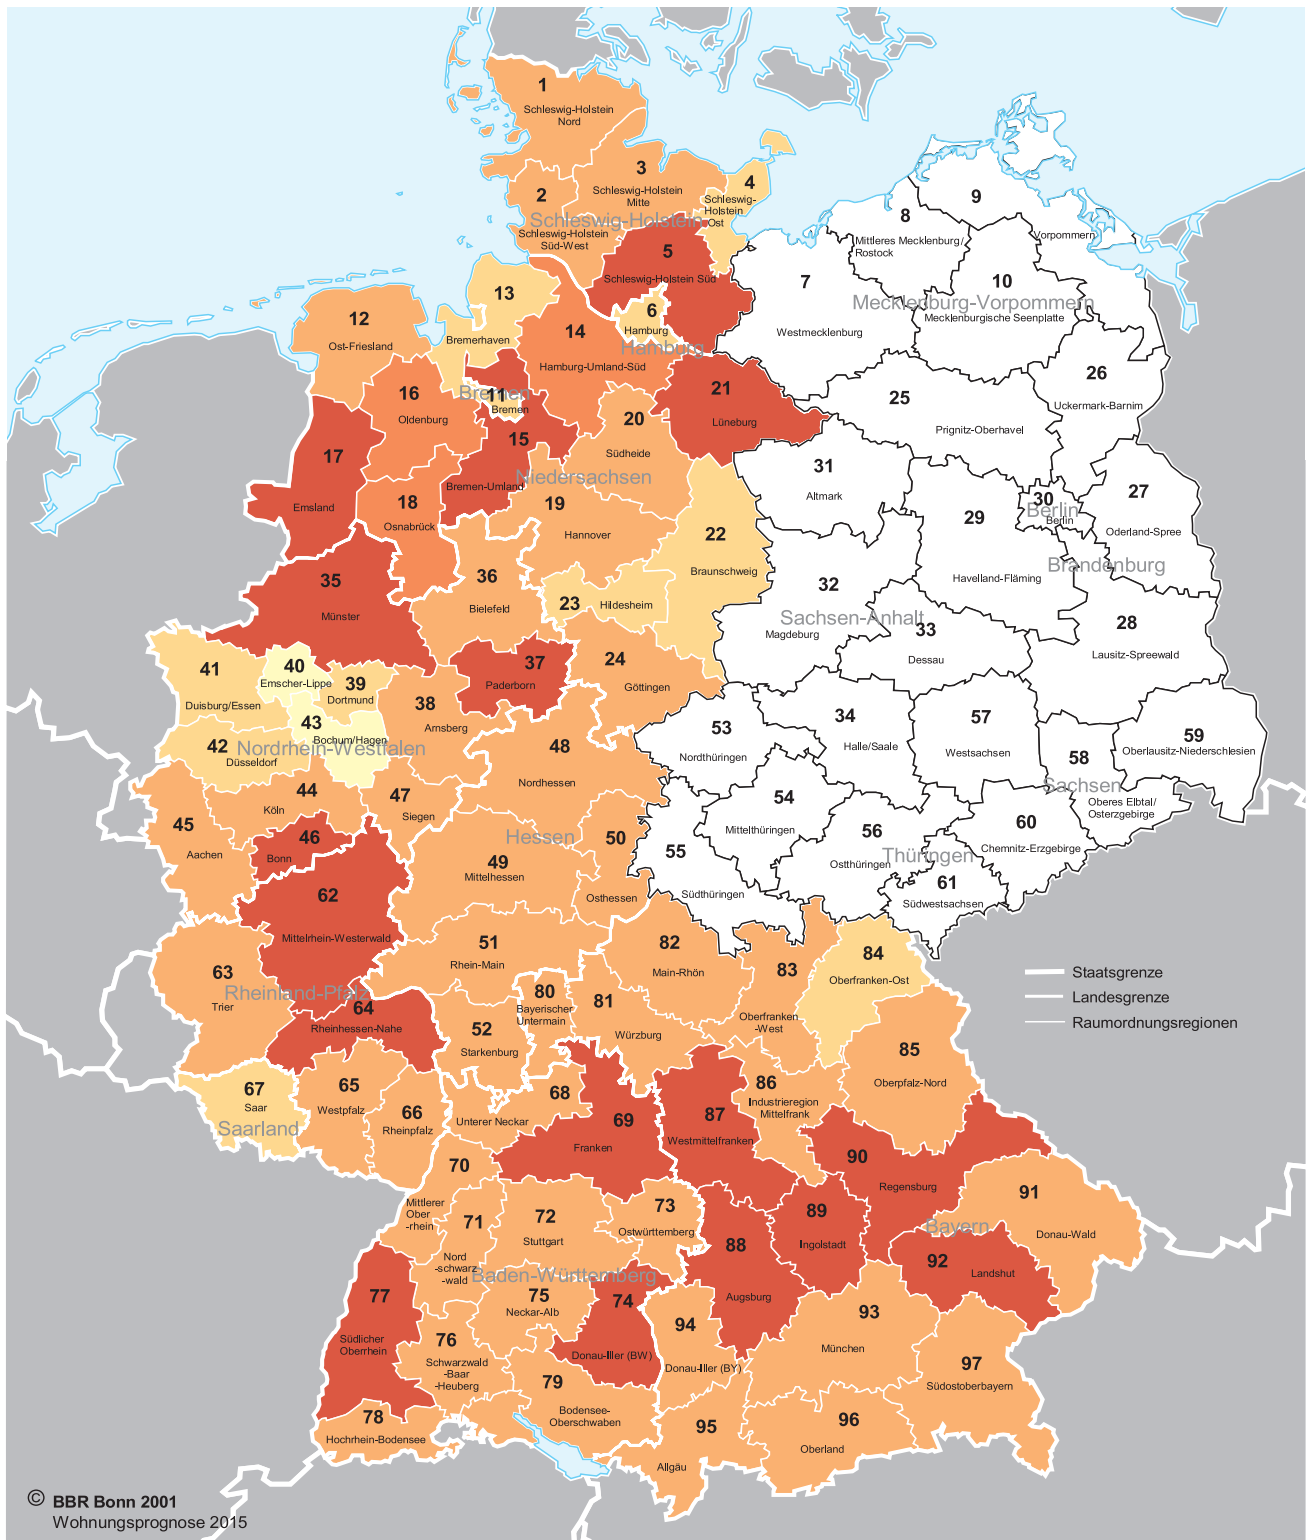 1
Schleswig-Holstein
Nord
3
Schleswig-Holstein
Mitte
2
Schleswig-Holstein
Süd-West
4
Schleswig-
Holstein
Ost
Schleswig-Holstein
5
Schleswig-Holstein Süd
6
Hamburg
Hamburg
7
Westmecklenburg
8
Mittleres Mecklenburg/
Rostock
9
Vorpommern
10
Mecklenburgische Seenplatte
Mecklenburg-Vorpommern
11
Bremen
Bremen
12
Ost-Friesland
13
Bremerhaven
14
Hamburg-Umland-Süd
15
Bremen-Umland
16
Oldenburg
17
Emsland
18
Osnabrück
19
Hannover
20
Südheide
Niedersachsen
21
Lüneburg
22
Braunschweig
23
Hildesheim
24
Göttingen
25
Prignitz-Oberhavel
26
Uckermark-Barnim
27
Oderland-Spree
28
Lausitz-Spreewald
29
Havelland-Fläming
30
Berlin
Berlin
Brandenburg
31
Altmark
32
Magdeburg
Sachsen-Anhalt
33
Dessau
34
Halle/Saale
35
Münster
36
Bielefeld
37
Paderborn
38
Arnsberg
39
Dortmund
40
Emscher-Lippe
41
Duisburg/Essen
42
Düsseldorf
43
Bochum/Hagen
Nordrhein-Westfalen
44
Köln
45
Aachen
46
Bonn
47
Siegen
48
Nordhessen
Hessen
49
Mittelhessen
50
Osthessen
51
Rhein-Main
52
Starkenburg
53
Nordthüringen
54
Mittelthüringen
55
Südthüringen
56
Ostthüringen
Thüringen
57
Westsachsen
58
Sachsen
Oberes Elbtal/
Osterzgebirge
59
Oberlausitz-Niederschlesien
60
Chemnitz-Erzgebirge
61
Südwestsachsen
62
Mittelrhein-Westerwald
63
Trier
Rheinland-Pfalz
64
Rheinhessen-Nahe
65
Westpfalz
66
Rheinpfalz
67
Saar
Saarland
68
Unterer Neckar
69
Franken
70
Mittlerer
Ober
-rhein
71
Nord
-schwarz
-wald
72
Stuttgart
73
Ostwürttemberg
Baden-Württemberg
74
Donau-Iller (BW)
75
Neckar-Alb
76
Schwarzwald
-Baar
-Heuberg
77
Südlicher
Oberrhein
78
Hochrhein-Bodensee
79
Bodensee-
Oberschwaben
80
Bayerischer
Untermain
81
Würzburg
82
Main-Rhön
83
Oberfranken
-West
84
Oberfranken-Ost
85
Oberpfalz-Nord
86
Industrieregion
Mittelfrank
87
Westmittelfranken
88
Augsburg
89
Ingolstadt
90
Regensburg
Bayern
91
Donau-Wald
92
Landshut
93
München
94
Donau-Iller (BY)
95
Allgäu
96
Oberland
97
Südostoberbayern
Staatsgrenze
Landesgrenze
Raumordnungsregionen
© BBR Bonn 2001
Wohnungsprognose 2015